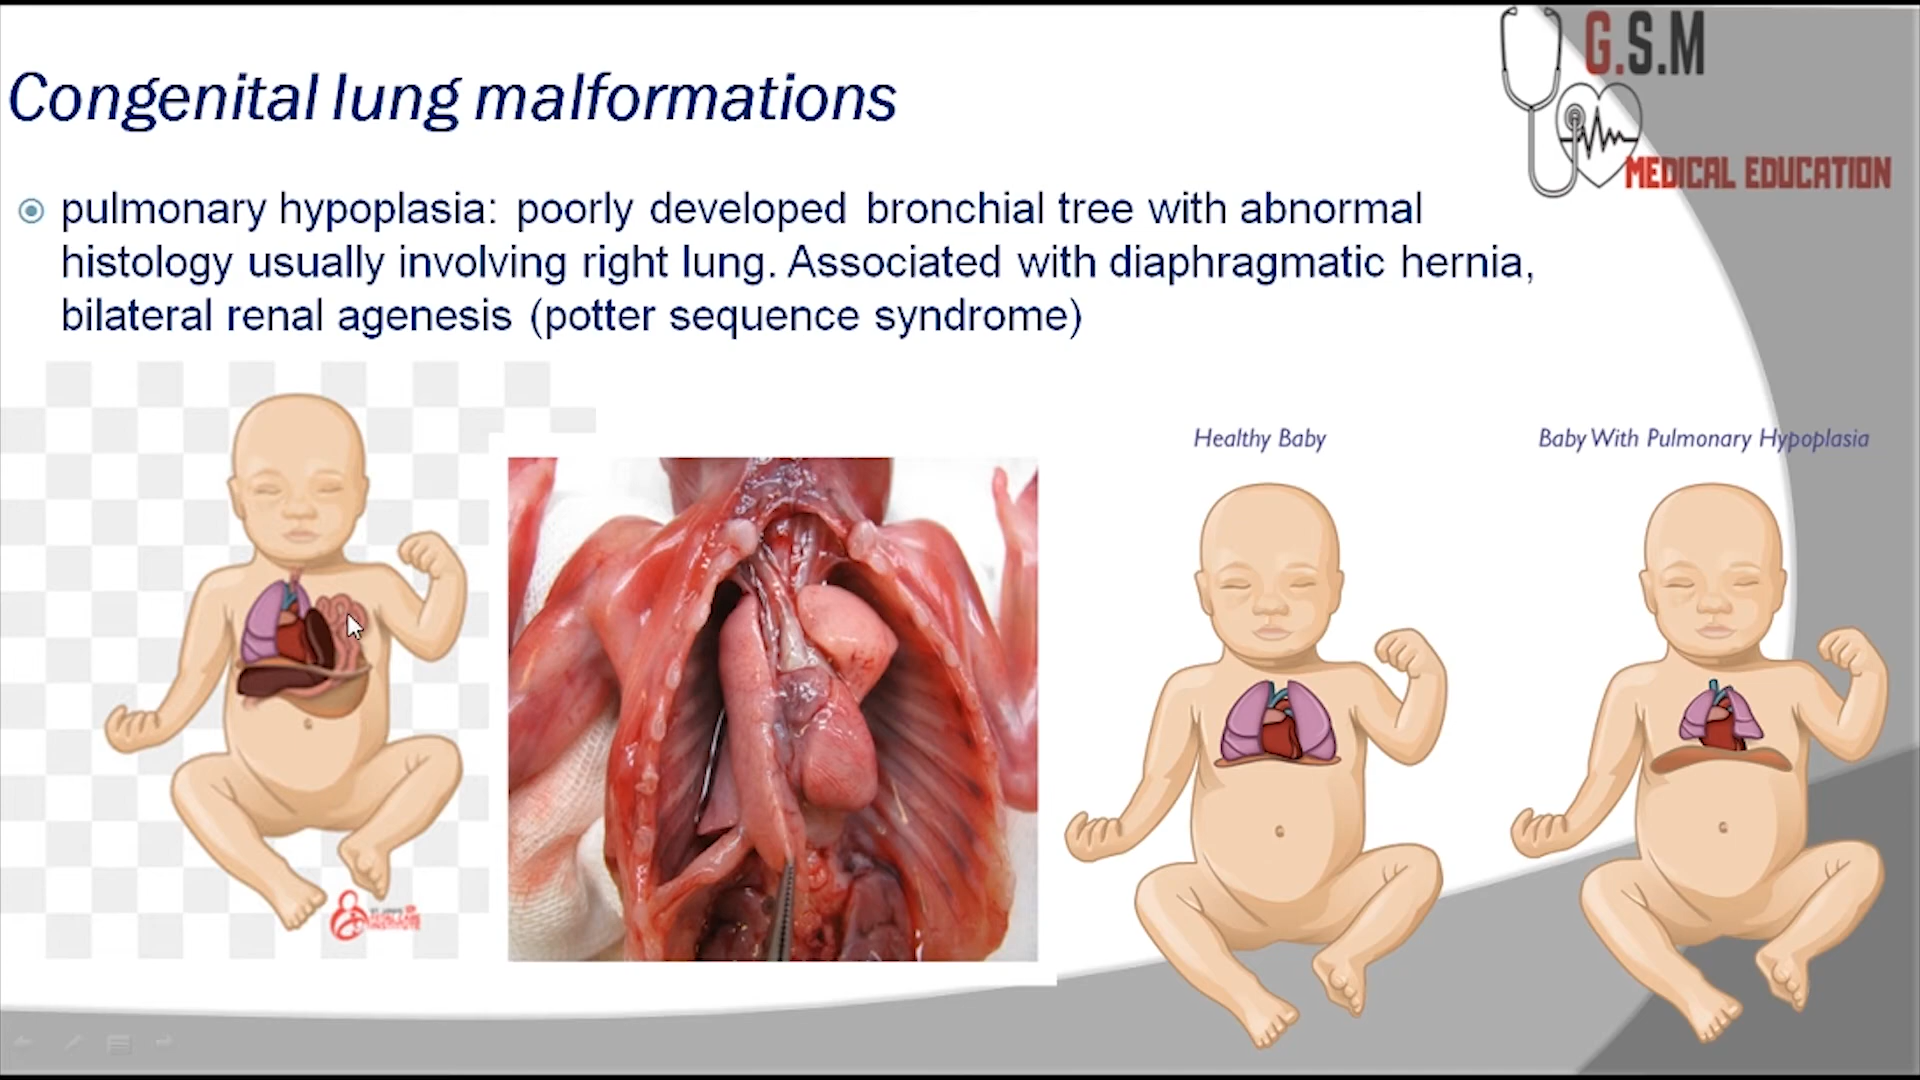 G.S.M
MEDICAL EDUCATION
Congenital lung malformations
pulmonary hypoplasia: poorly developed bronchial tree with abnormal
histology usually involving right lung. Associated with diaphragmatic hernia,
bilateral renal agenesis (potter sequence syndrome)
Healthy Baby
Baby With Pulmonary Hypoplasia